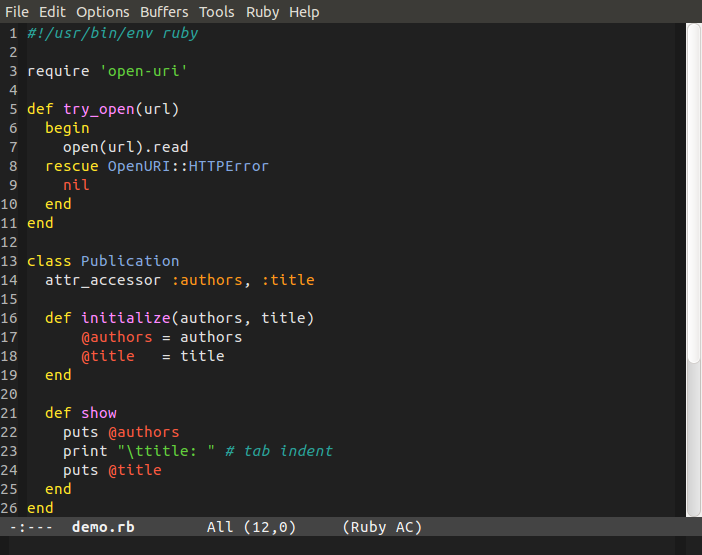 File Edit Options Buffers Tools Ruby Help
1 #!/usr/bin/env ruby
2
3 require 'open-uri'
4
5 def try_open(url)
6   begin
7     open(url).read
8   rescue OpenURI::HTTPError
9     nil
10   end
11 end
12
13 class Publication
14   attr_accessor :authors, :title
15
16   def initialize(authors, title)
17       @authors = authors
18       @title   = title
19   end
20
21   def show
22     puts @authors
23     print "\ttitle: " # tab indent
24     puts @title
25   end
26 end
-:---  demo.rb        All (12,0)     (Ruby AC)